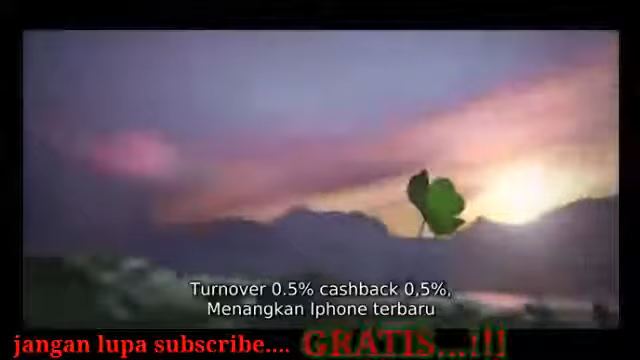 Turnover 0.5% cashback 0,5%,
Menangkan Iphone terbaru
jangan lupa subscribe.... GRATIS...!!!